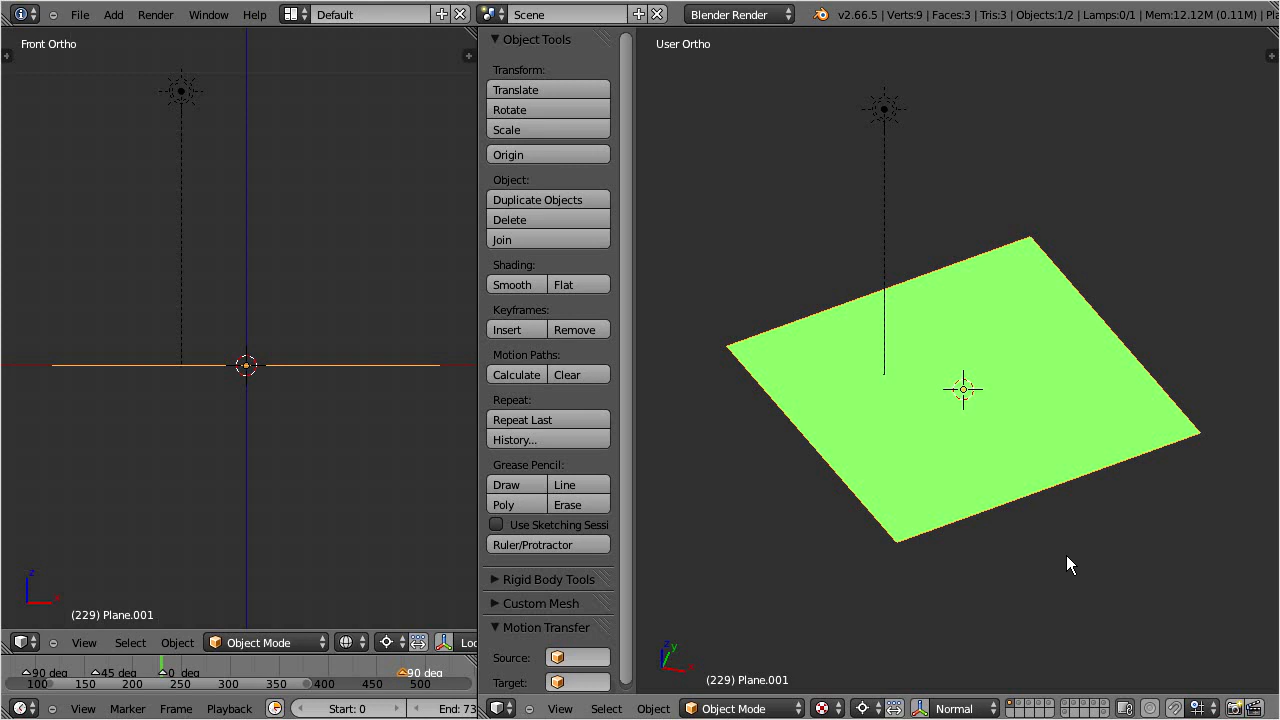 File Add Render Window Help Default Scene Blender Render v2.66.5 | Verts:9 | Faces:3 | Tris:3 | Objects:1/2 | Lamps:0/1 | Mem:12.12M (0.11M) | Pla
Front Ortho
z
x
(229) Plane.001
View Select Object Object Mode Loc
90 deg 45 deg 0 deg 90 deg
100 150 200 250 300 350 400 450 500
View Marker Frame Playback Start: 0 End: 73
Object Tools
Transform:
Translate
Rotate
Scale
Origin
Object:
Duplicate Objects
Delete
Join
Shading:
Smooth Flat
Keyframes:
Insert Remove
Motion Paths:
Calculate Clear
Repeat:
Repeat Last
History...
Grease Pencil:
Draw Line
Poly Erase
Use Sketching Sessi
Ruler/Protractor
Rigid Body Tools
Custom Mesh
Motion Transfer
Source:
Target:
User Ortho
z y
x
(229) Plane.001
View Select Object Object Mode Normal